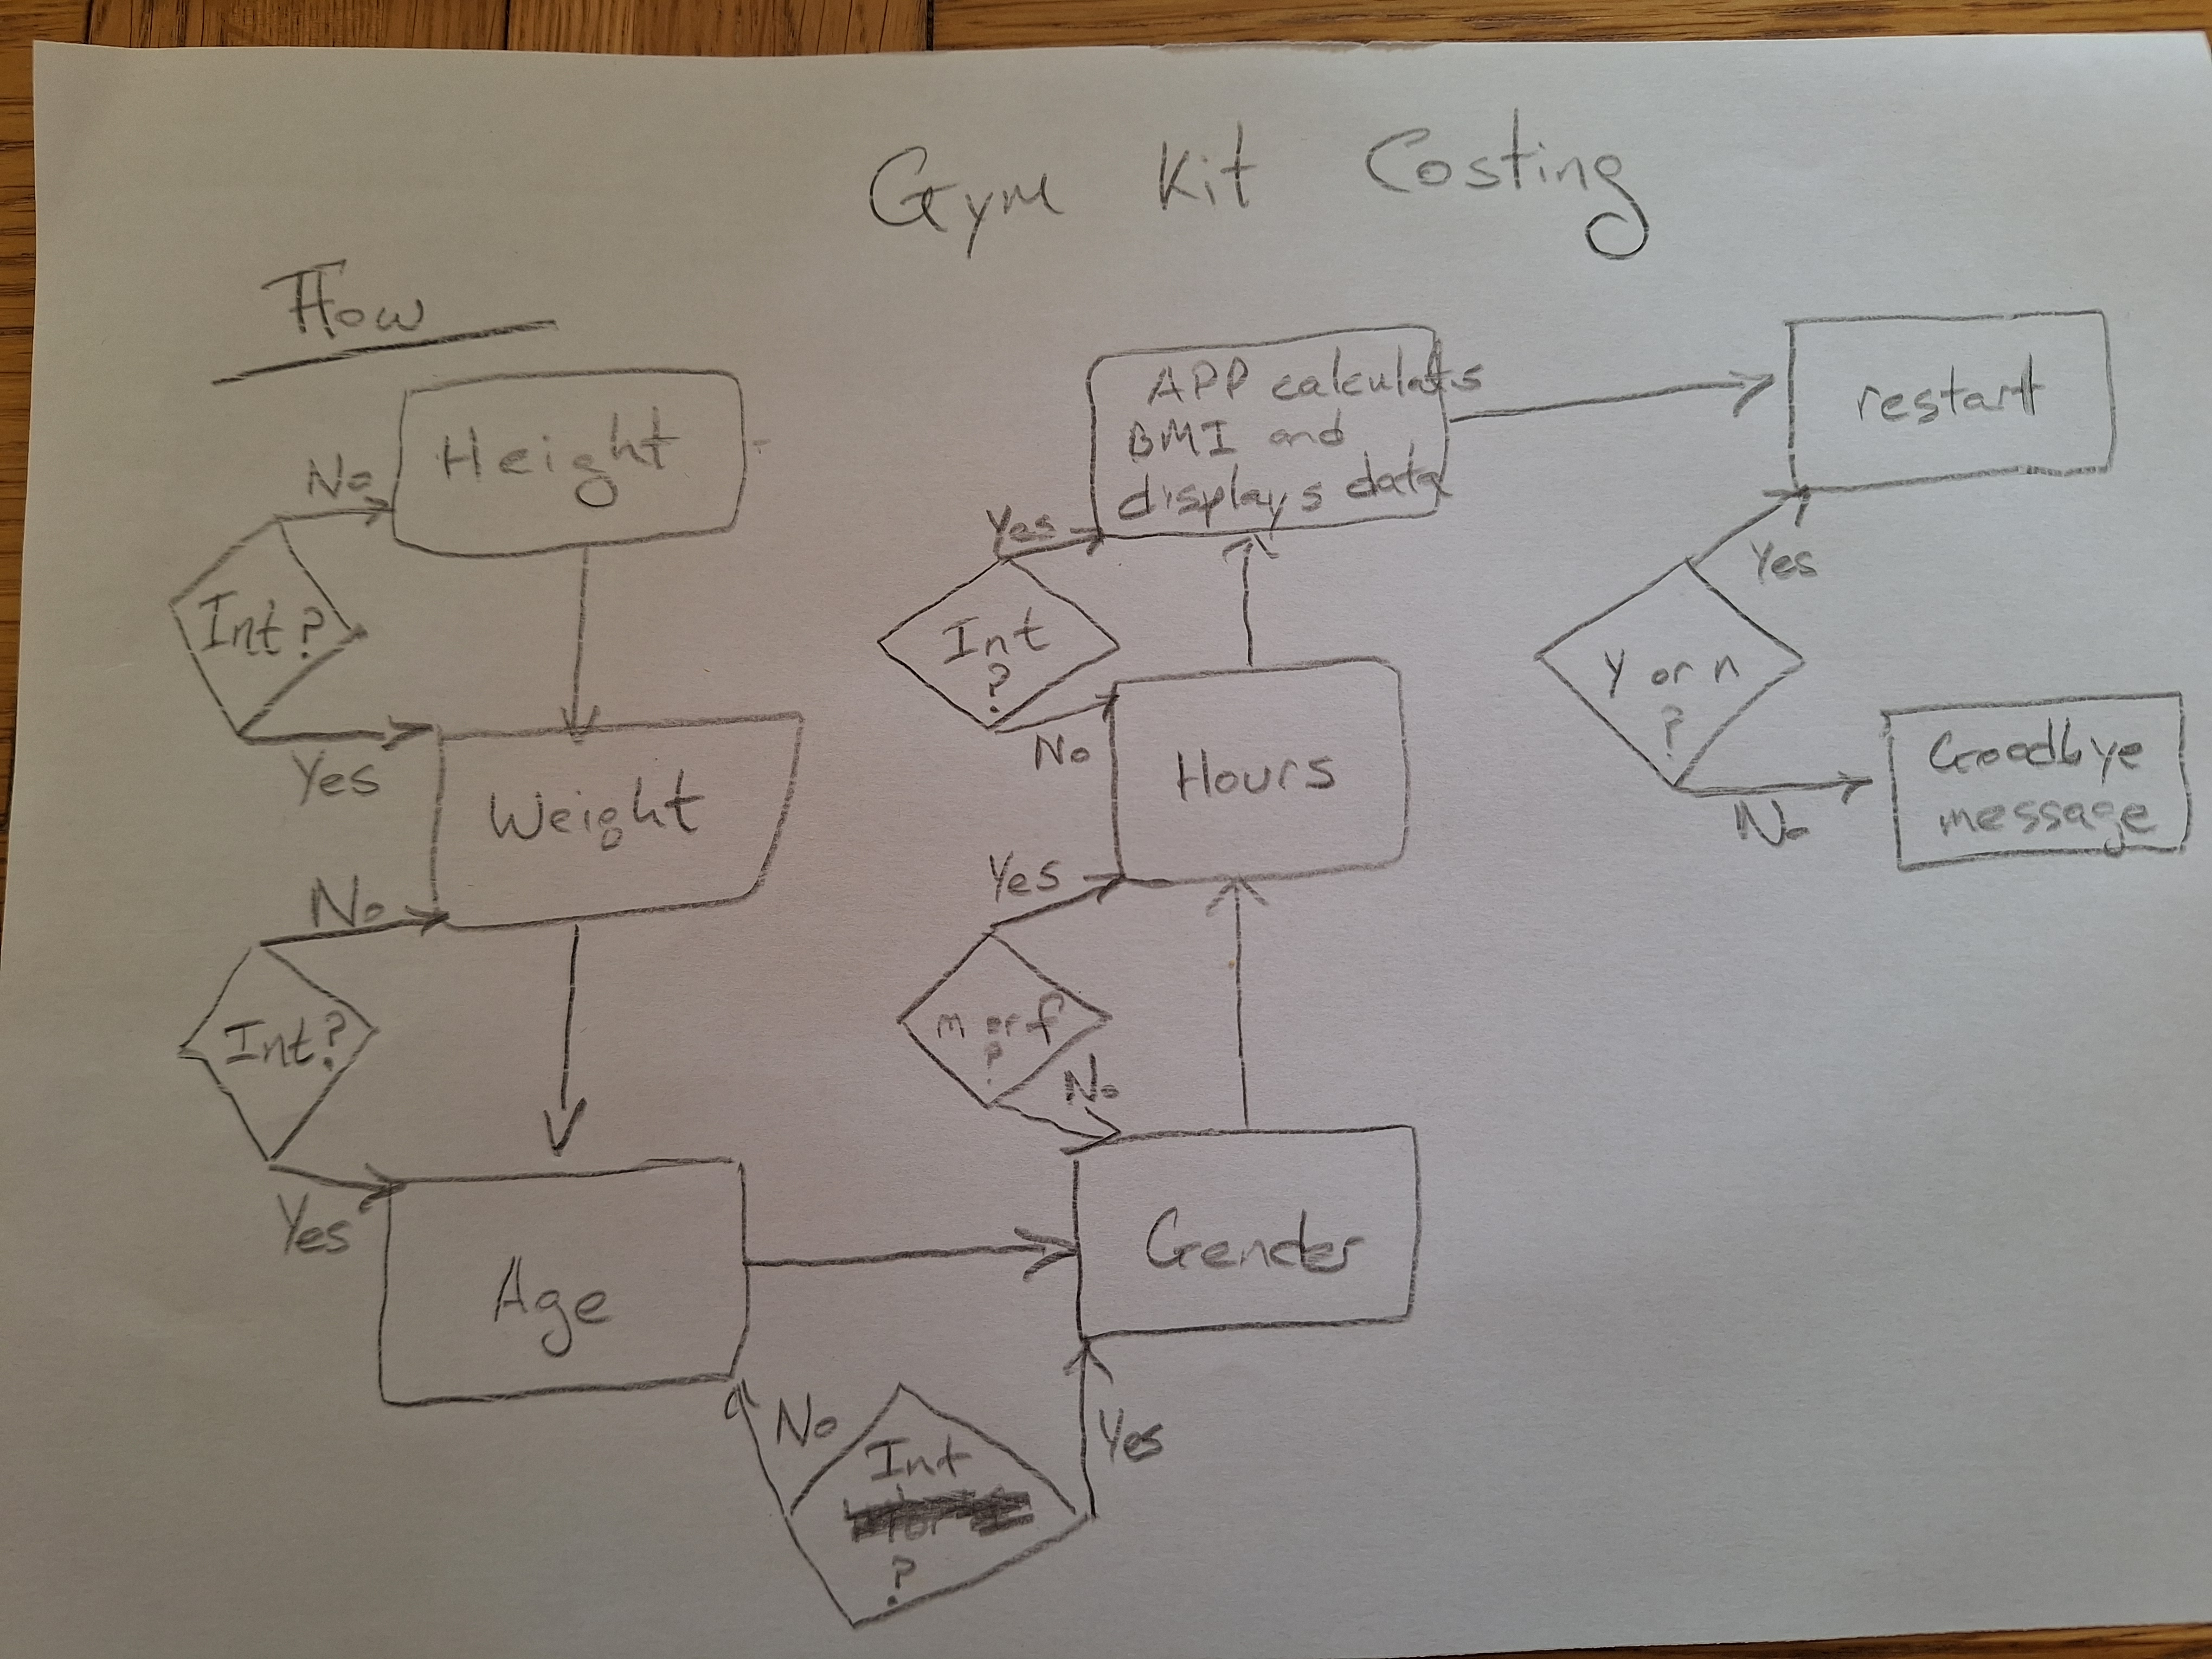 Gym Kit Costing
Flow
Height
No
Int?
Yes
Weight
No
Int?
Yes
Age
No
Int
?
Yes
Gender
No
m or f
?
Yes
Hours
No
Int
?
Yes
APP calculates
BMI and
displays data
restart
Yes
y or n
?
No
Goodbye
message